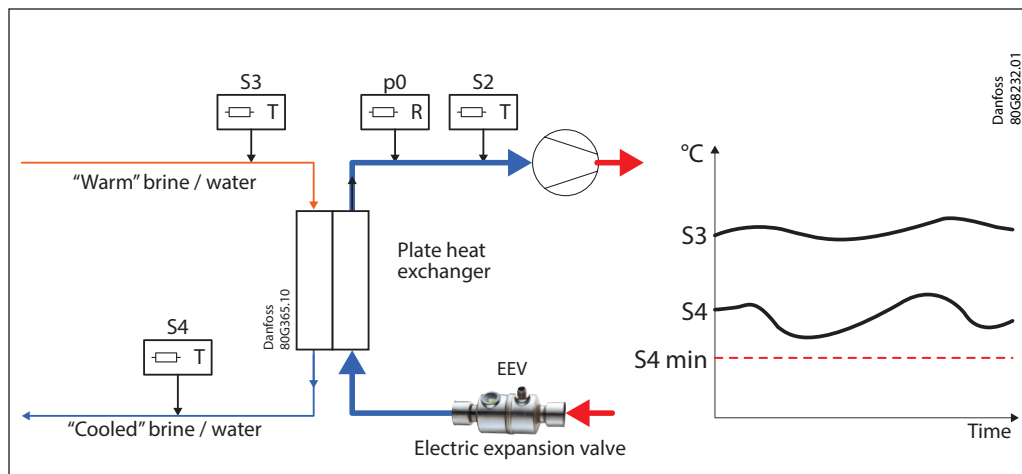 S3
T
p0
R
S2
T
"Warm" brine / water
Plate heat
exchanger
Danfoss
80G365.10
S4
T
"Cooled" brine / water
EEV
Electric expansion valve
Danfoss
80G8232.01
°C
S3
S4
S4 min
Time